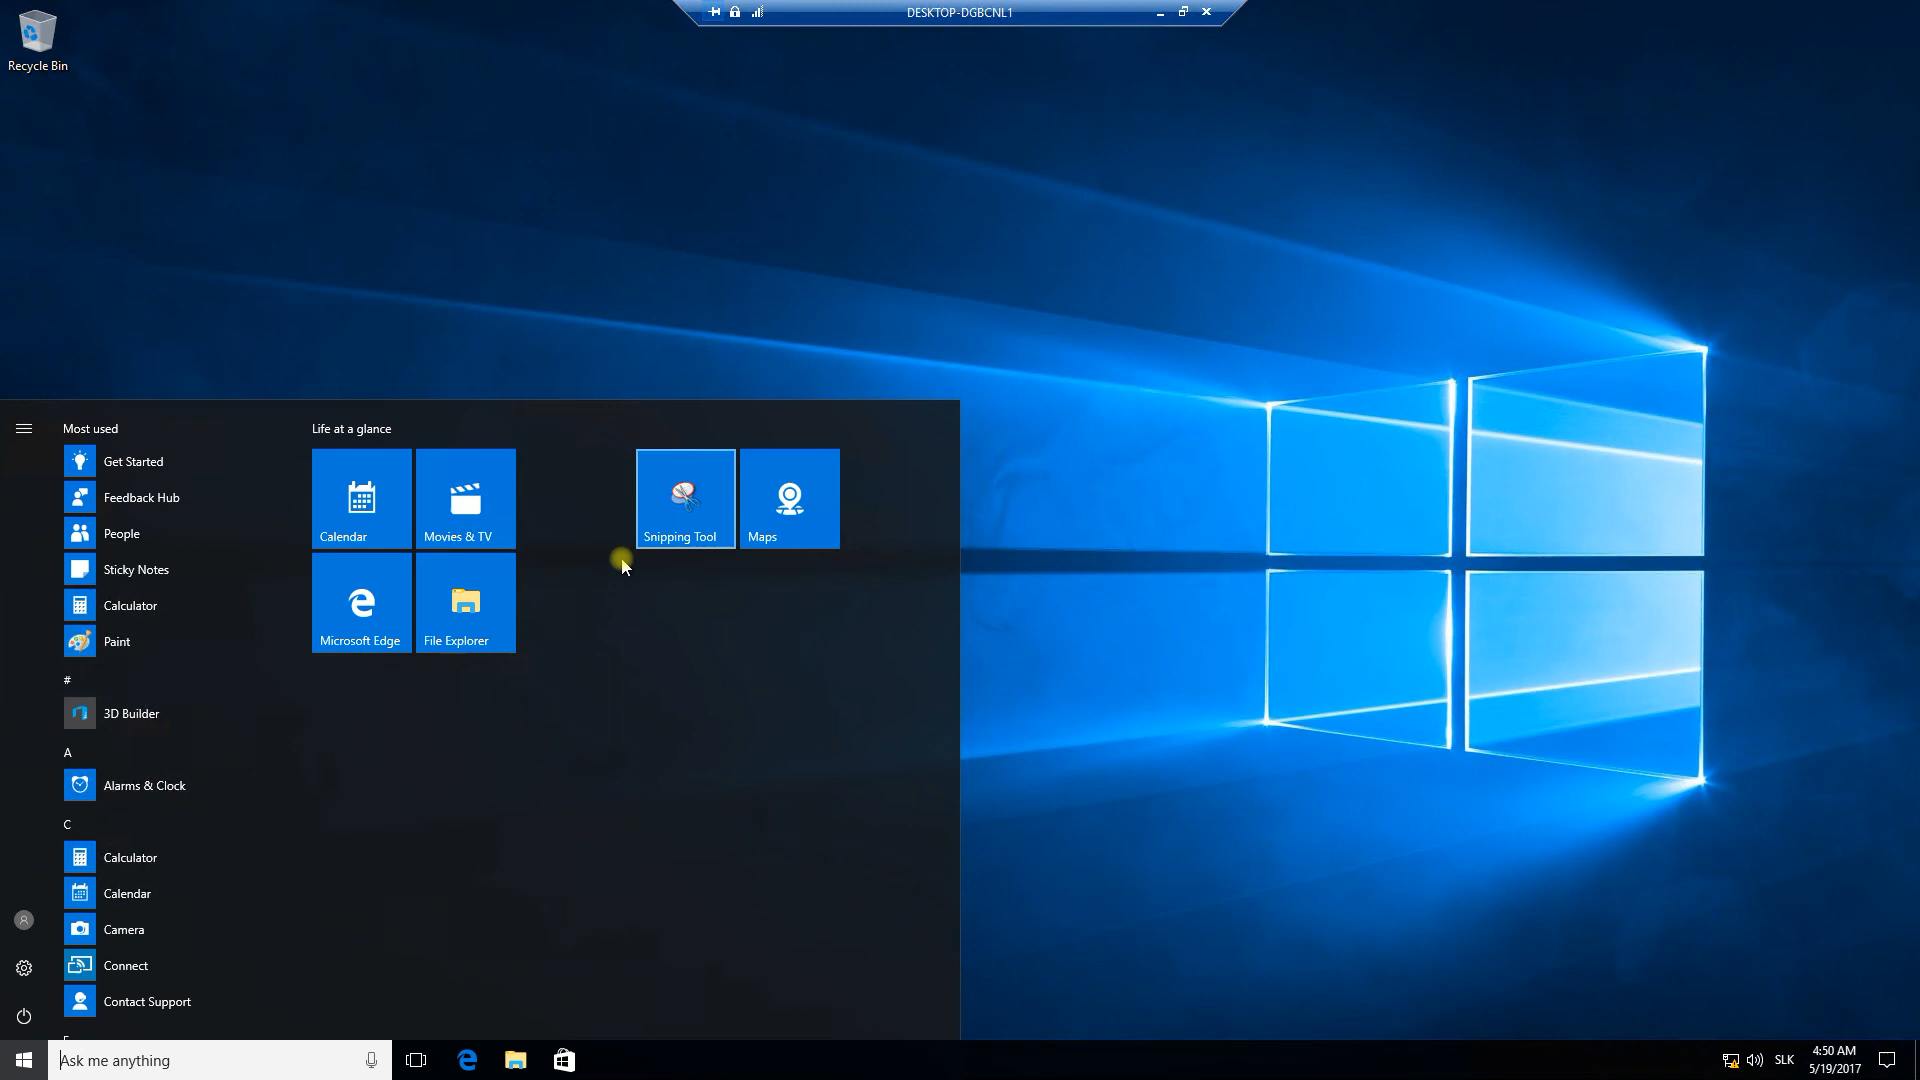 DESKTOP-DGBCNL1
Recycle Bin
Most used
Get Started
Feedback Hub
People
Sticky Notes
Calculator
Paint
#
3D Builder
A
Alarms & Clock
C
Calculator
Calendar
Camera
Connect
Contact Support
Life at a glance
Calendar
Movies & TV
Snipping Tool
Maps
Microsoft Edge
File Explorer
Ask me anything
SLK
4:50 AM
5/19/2017